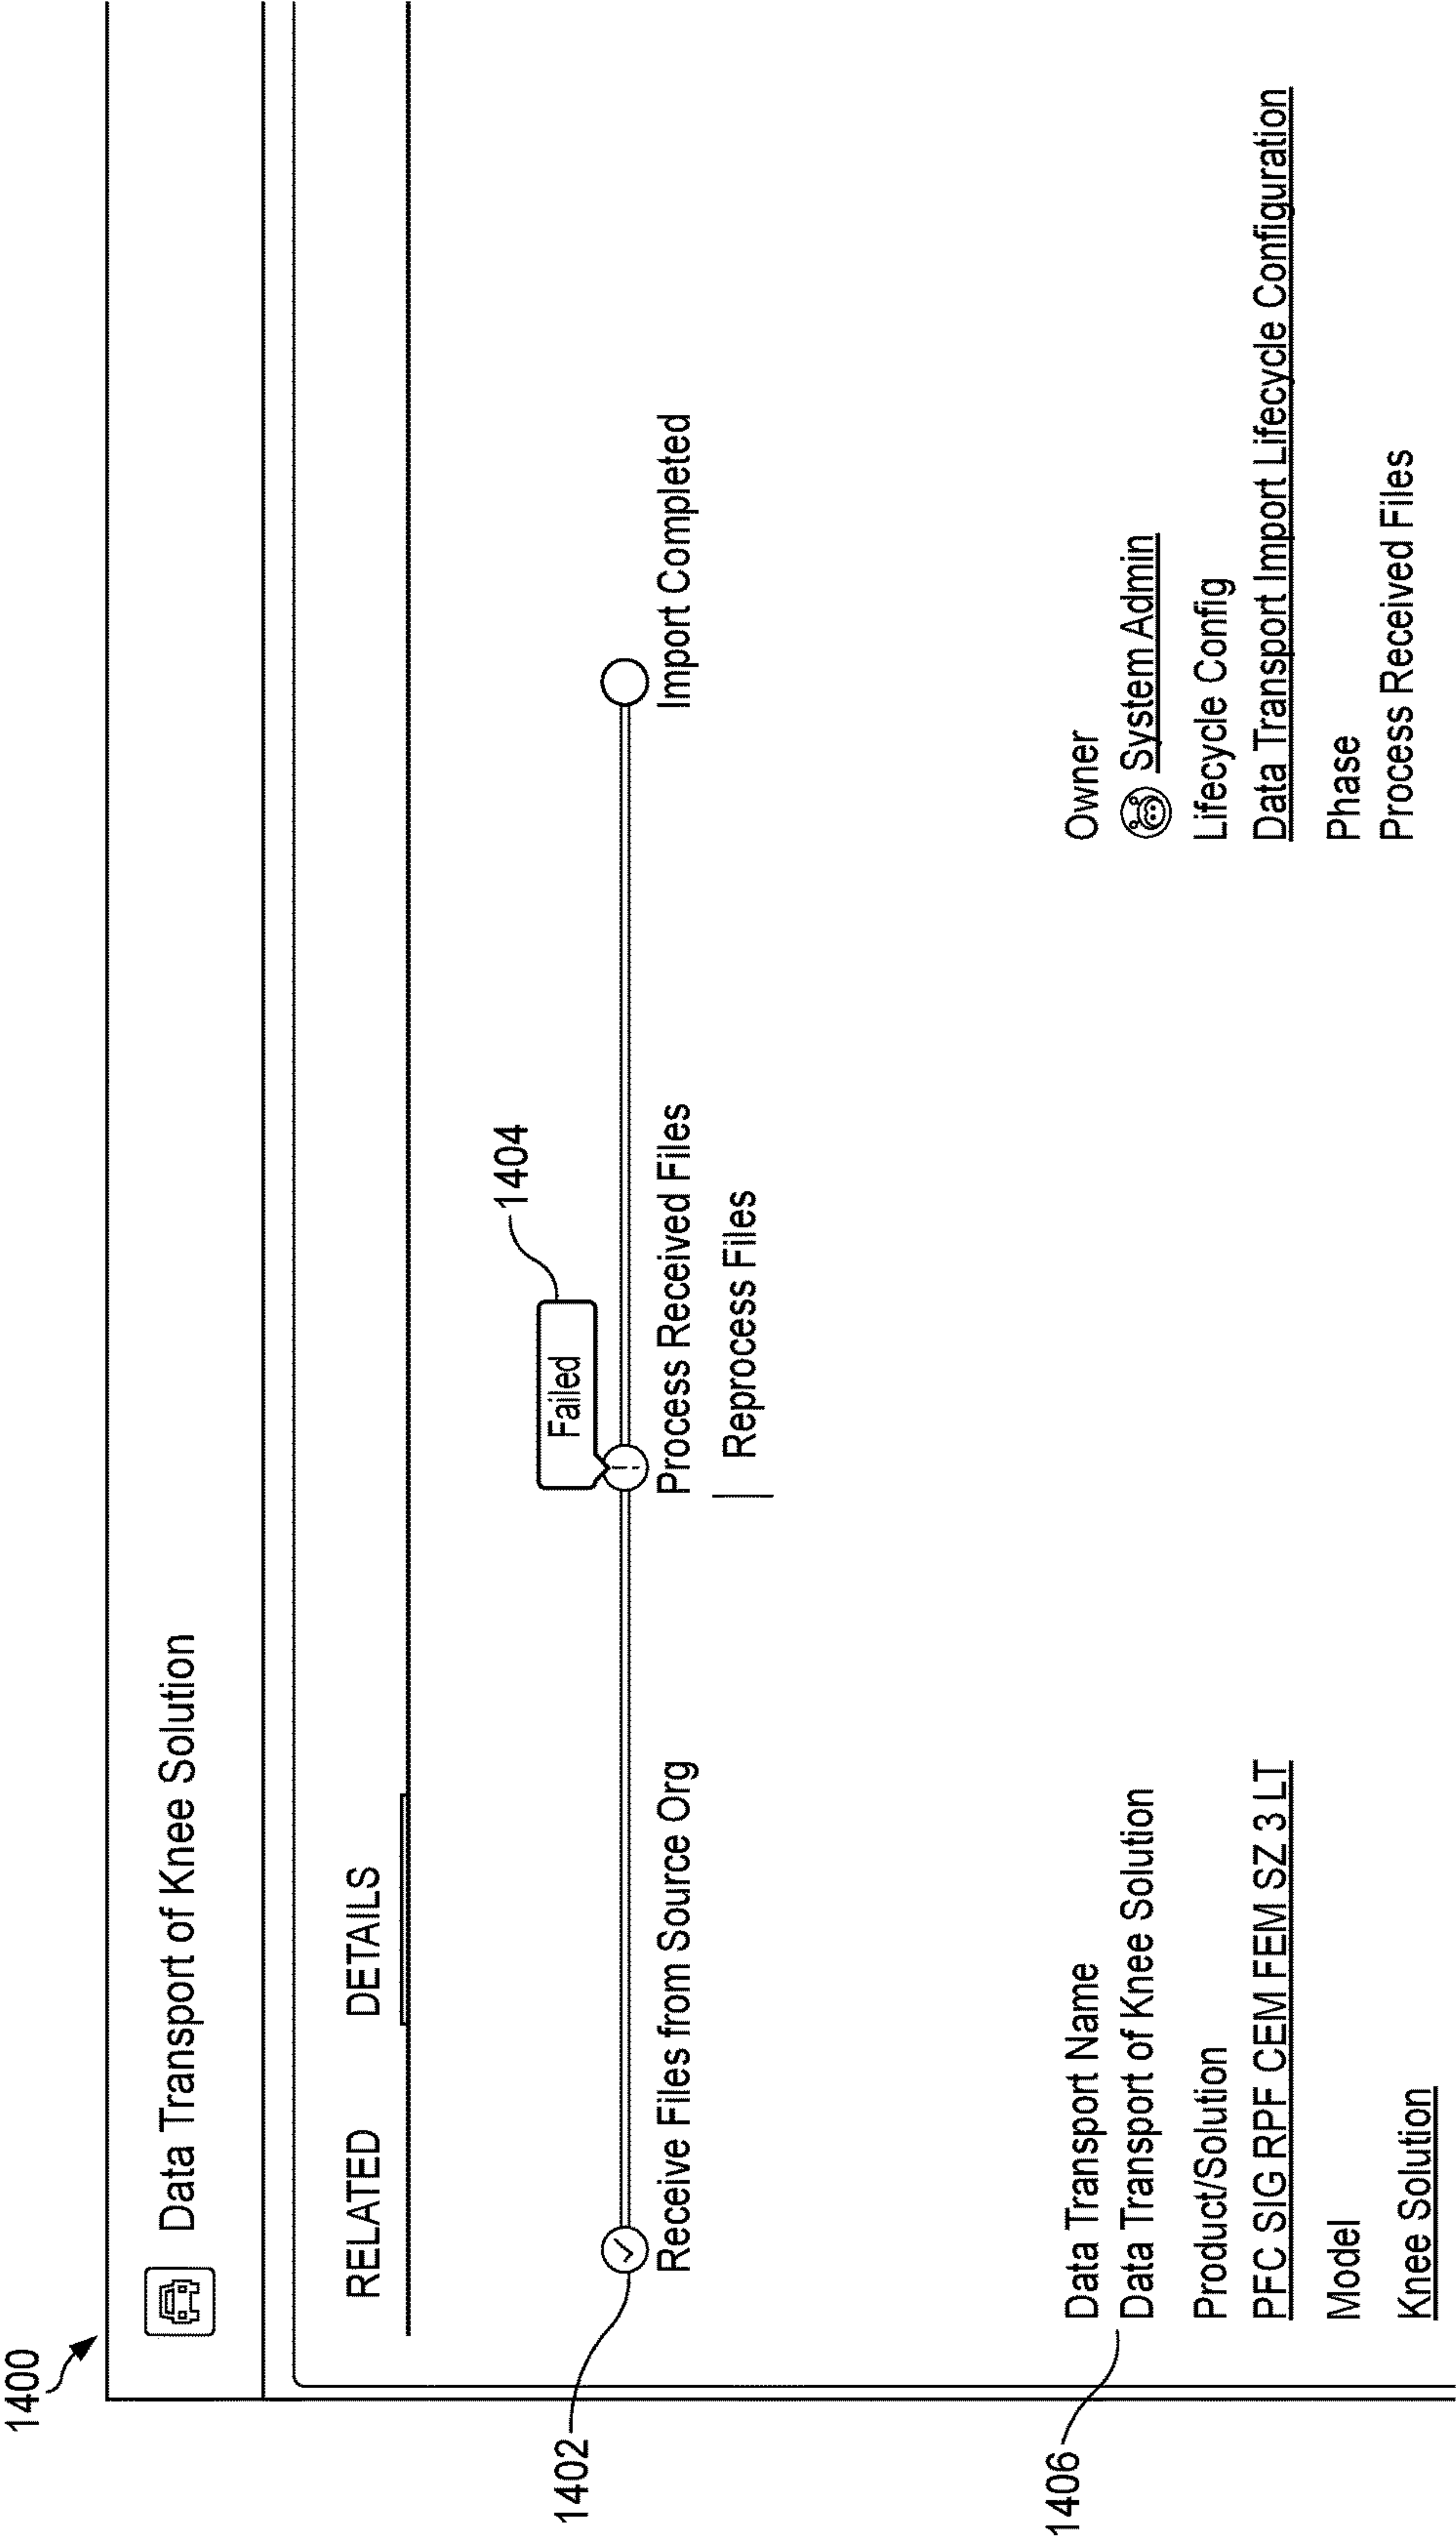 1400
Data Transport of Knee Solution
RELATED DETAILS
1404
Failed
1402
Receive Files from Source Org
Process Received Files
Import Completed
Reprocess Files
1406
Data Transport Name
Data Transport of Knee Solution
Product/Solution
PFC SIG RPF CEM FEM SZ 3 LT
Model
Knee Solution
Owner
System Admin
Lifecycle Config
Data Transport Import Lifecycle Configuration
Phase
Process Received Files